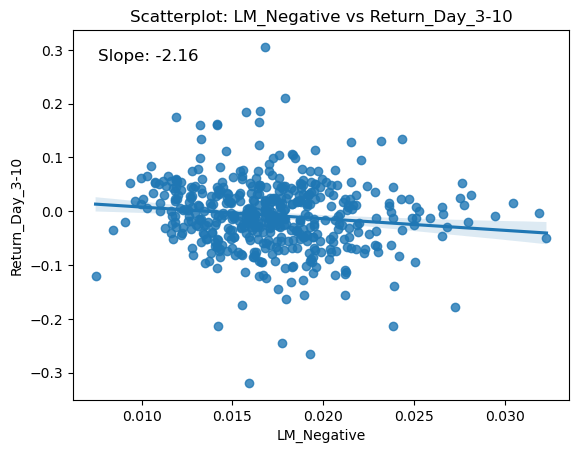 Scatterplot: LM_Negative vs Return_Day_3-10
Slope: -2.16
Return_Day_3-10
0.3
0.2
0.1
0.0
−0.1
−0.2
−0.3
0.010 0.015 0.020 0.025 0.030
LM_Negative